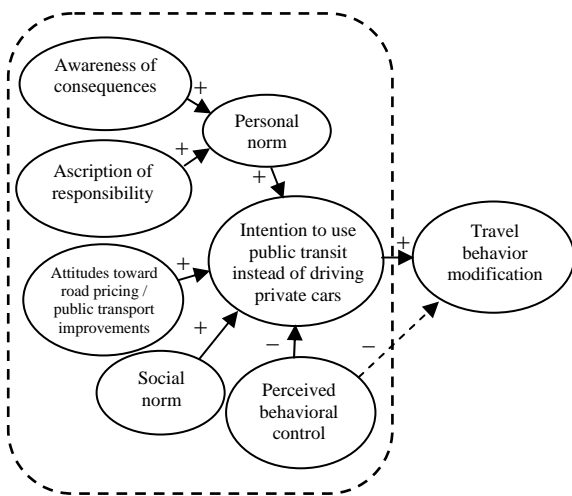 Awareness of
consequences
+
Personal
norm
+
Ascription of
responsibility
+
Intention to use
public transit
instead of driving
private cars
+
Travel
behavior
modification
Attitudes toward
road pricing /
public transport
improvements
+
+
Social
norm
−
−
Perceived
behavioral
control